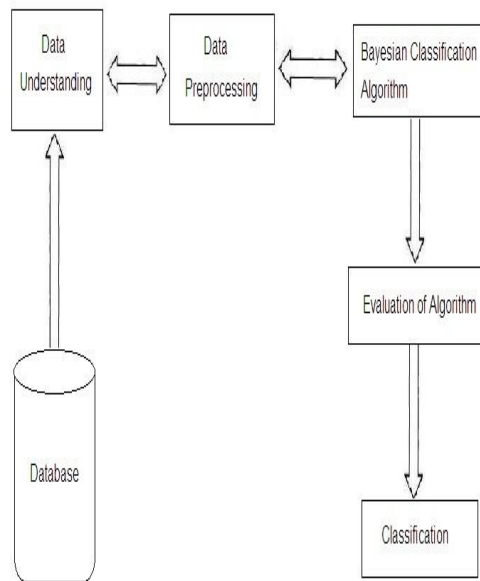 Data
Understanding
Data
Preprocessing
Bayesian Classification
Algorithm
Evaluation of Algorithm
Database
Classification